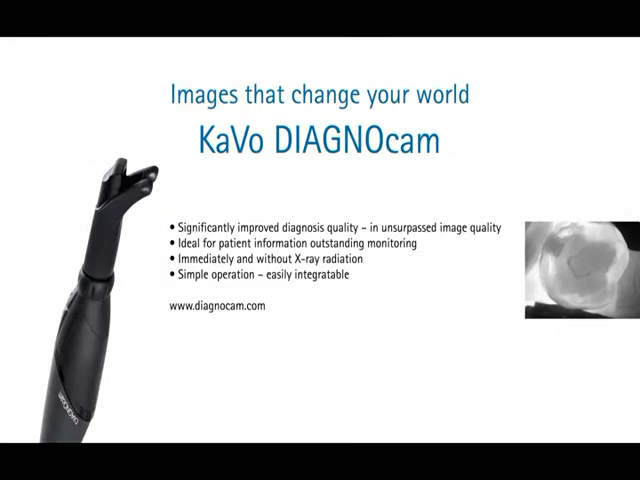 Images that change your world
KaVo DIAGNOcam
• Significantly improved diagnosis quality – in unsurpassed image quality
• Ideal for patient information outstanding monitoring
• Immediately and without X-ray radiation
• Simple operation – easily integratable
www.diagnocam.com
DIAGNOcam